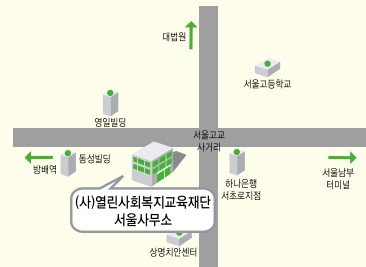 대법원
서울고등학교
영일빌딩
서울고교
사거리
동성빌딩
방배역
하나은행
서초로지점
서울남부
터미널
(사)열린사회복지교육재단
서울사무소
상명치안센터